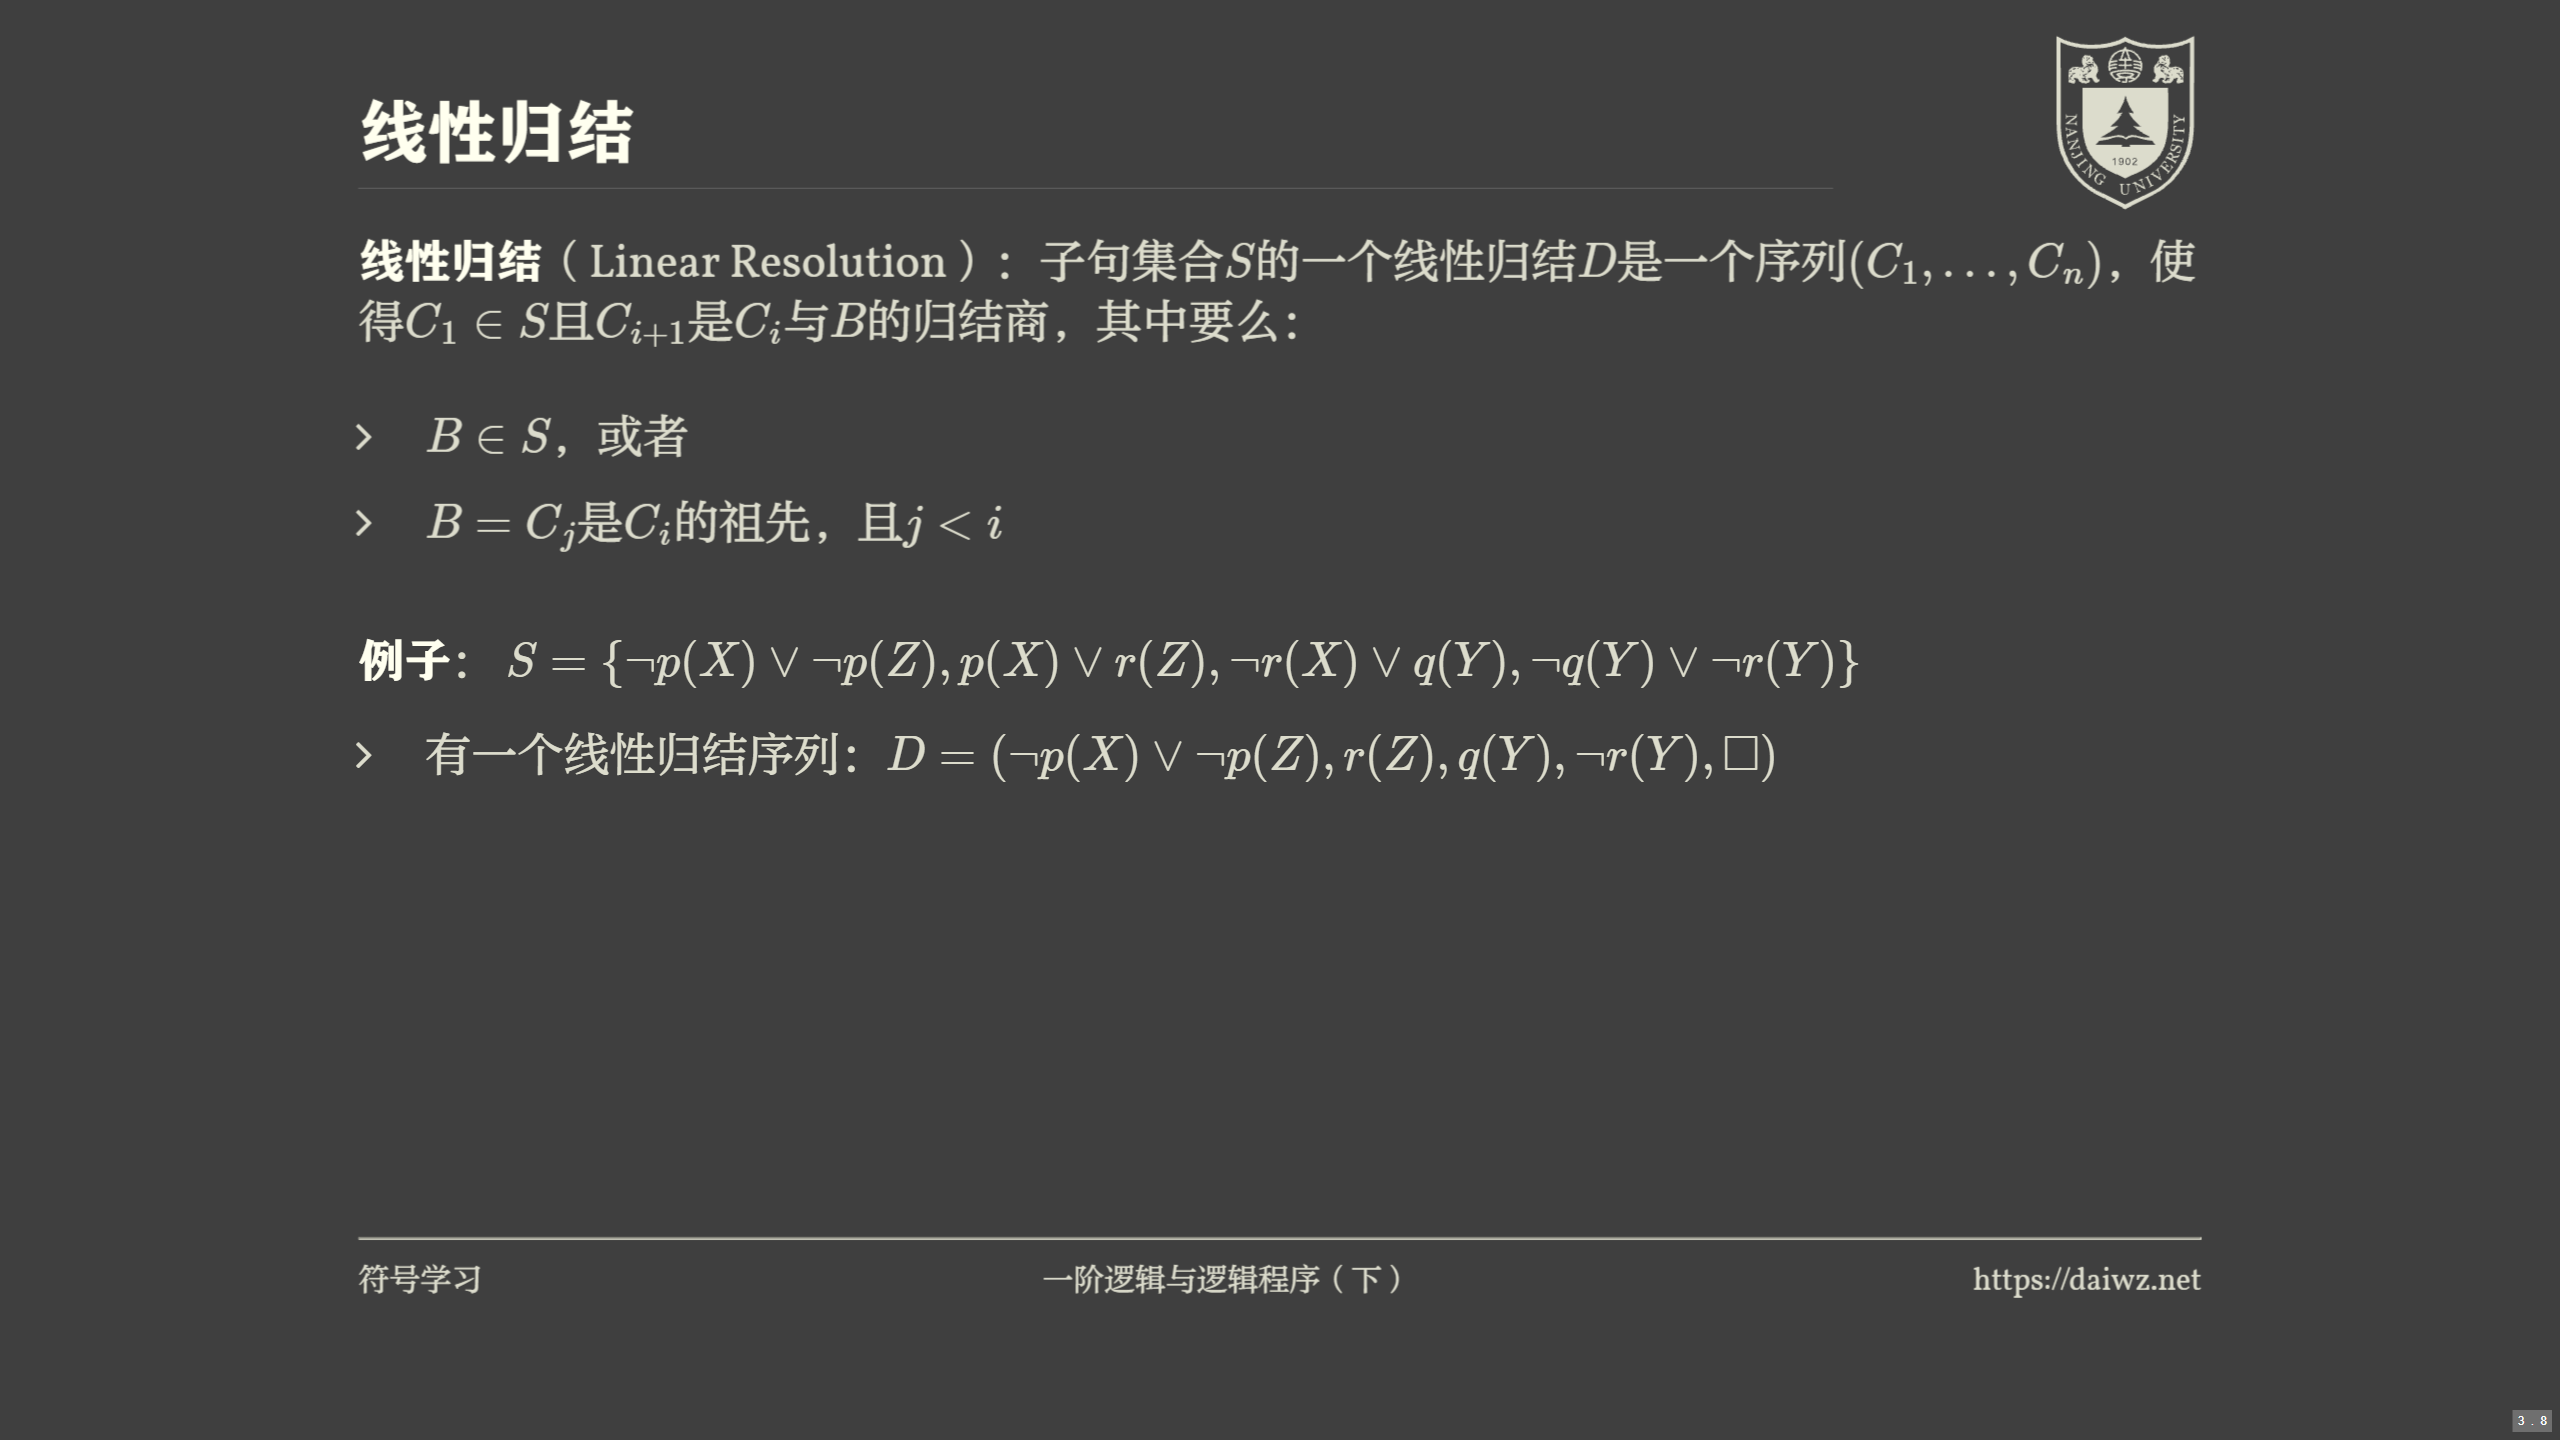 线性归结
NANJING UNIVERSITY
1902
线性归结（Linear Resolution）：子句集合S的一个线性归结D是一个序列(C₁, . . . , Cₙ)，使
得C₁ ∈ S且Cᵢ₊₁是Cᵢ与B的归结商，其中要么：
B ∈ S，或者
B = Cⱼ是Cᵢ的祖先，且j < i
例子： S = {¬p(X) ∨ ¬p(Z), p(X) ∨ r(Z), ¬r(X) ∨ q(Y), ¬q(Y) ∨ ¬r(Y)}
有一个线性归结序列：D = (¬p(X) ∨ ¬p(Z), r(Z), q(Y), ¬r(Y), □)
符号学习
一阶逻辑与逻辑程序（下）
https://daiwz.net
3 . 8